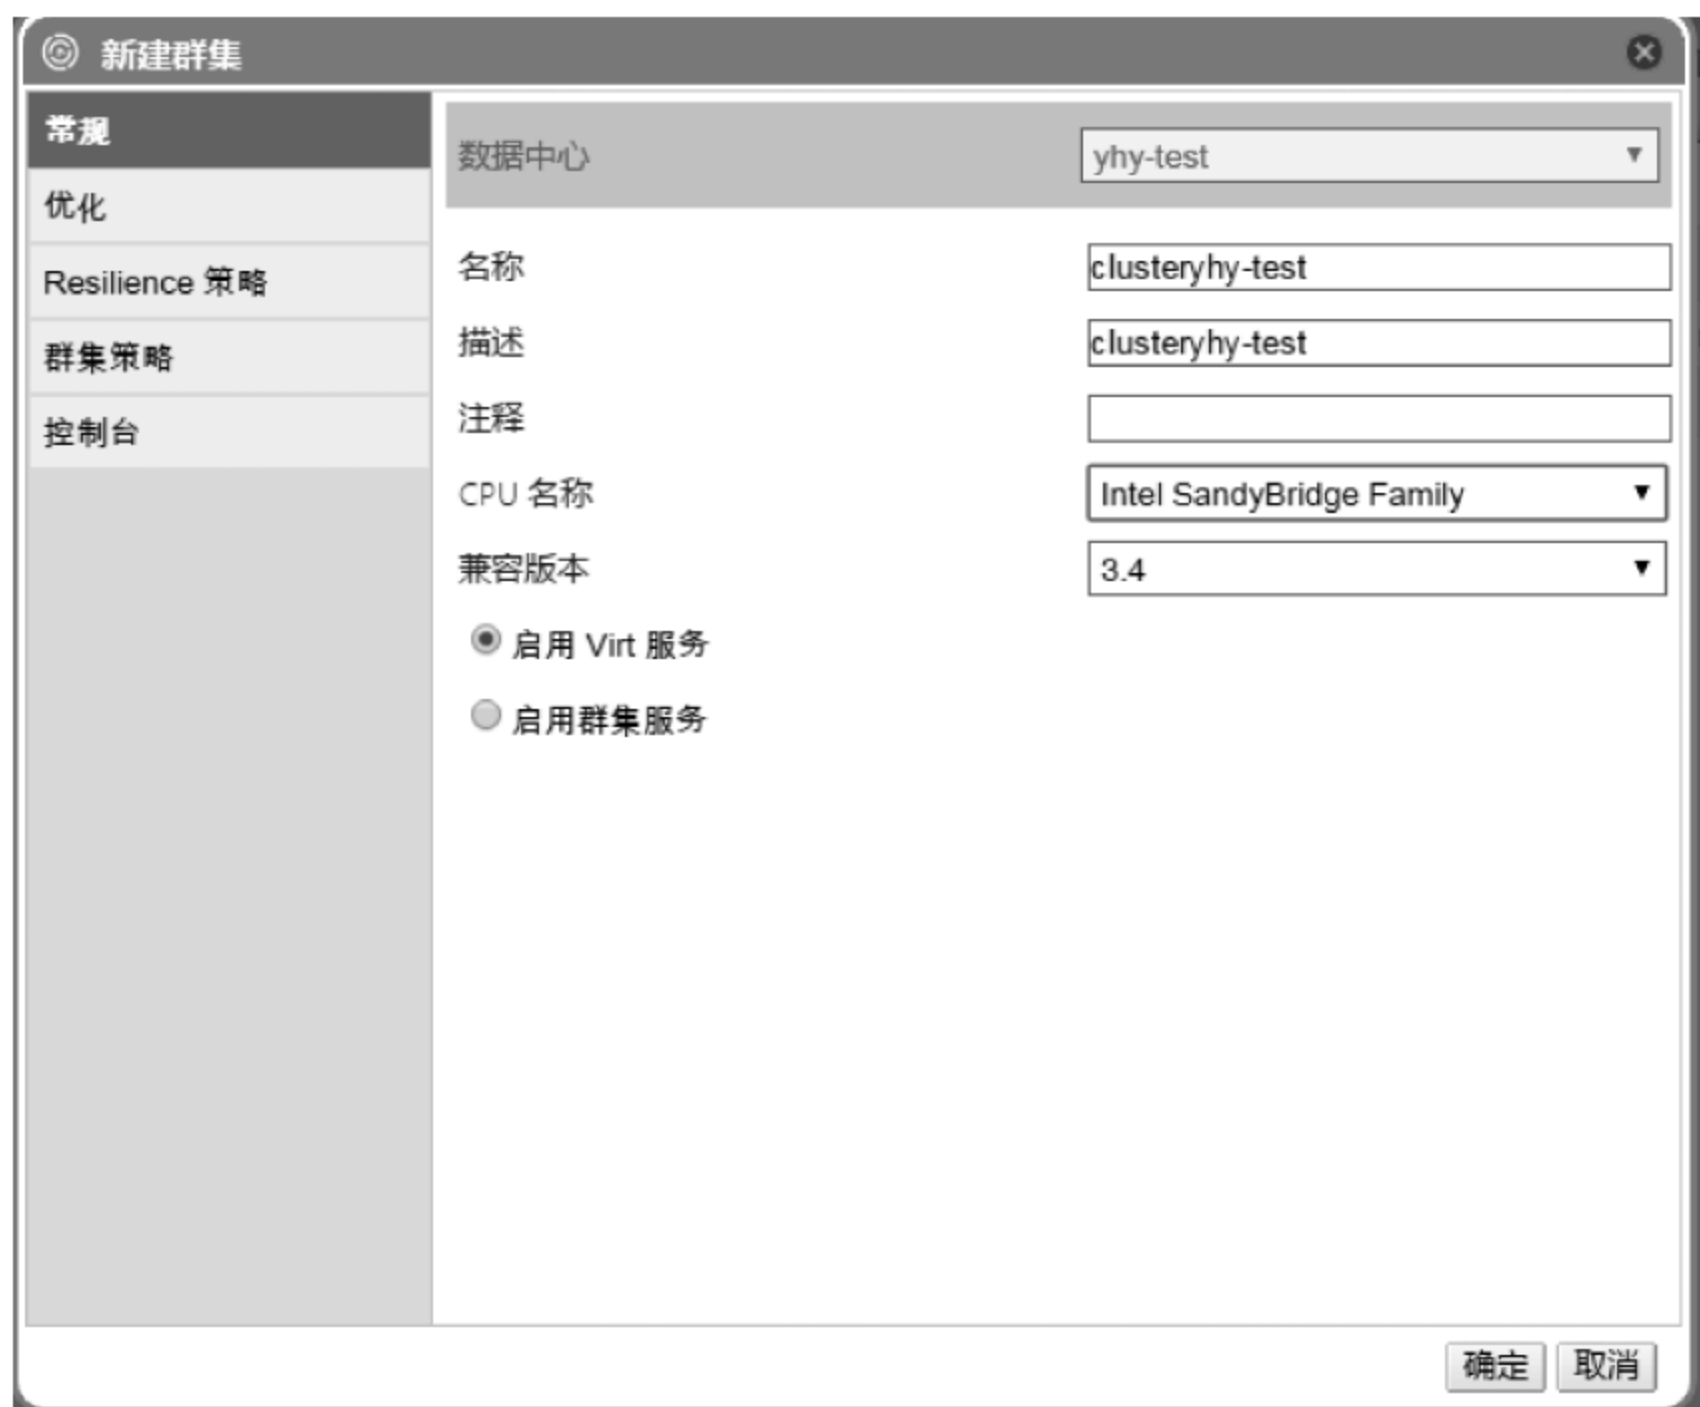 新建群集
常规
优化
Resilience 策略
群集策略
控制台
数据中心 yhy-test
名称 clusteryhy-test
描述 clusteryhy-test
注释
CPU 名称 Intel SandyBridge Family
兼容版本 3.4
启用 Virt 服务
启用群集服务
确定 取消